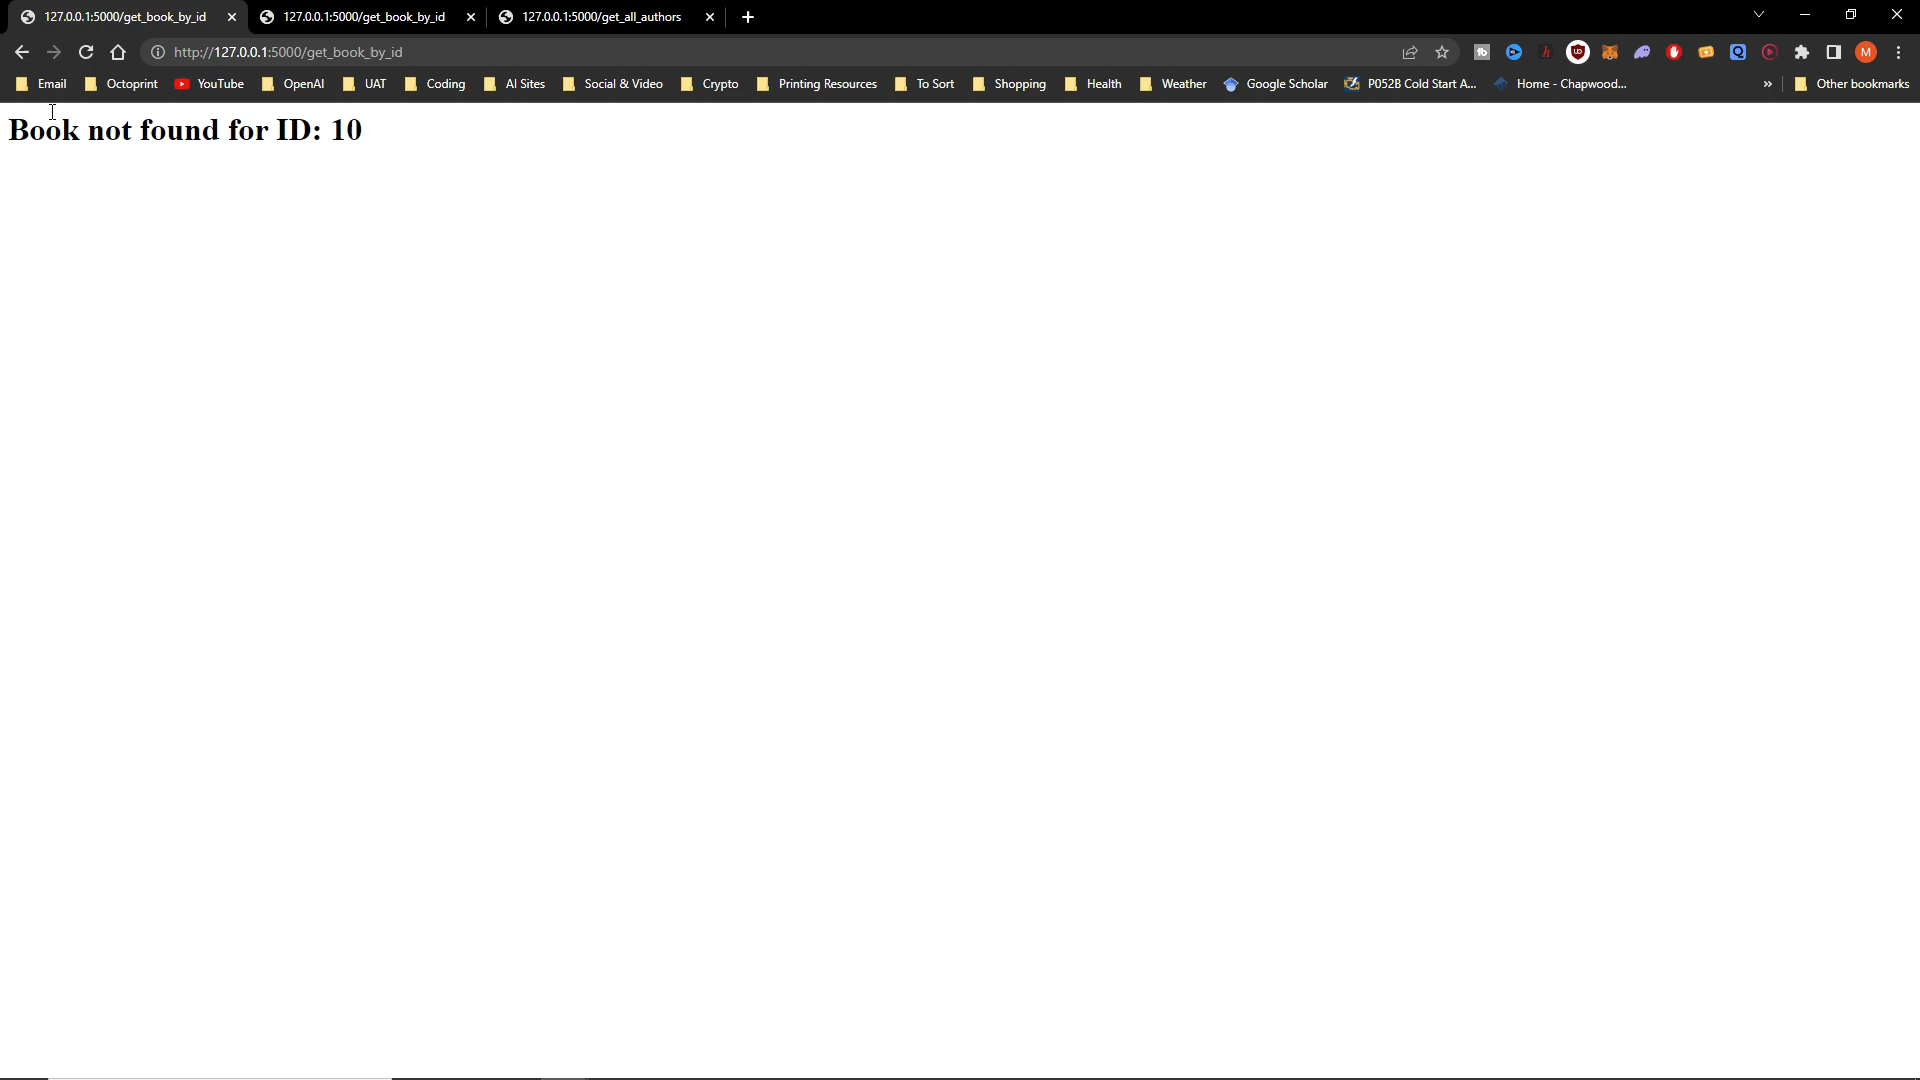 127.0.0.1:5000/get_book_by_id 127.0.0.1:5000/get_book_by_id 127.0.0.1:5000/get_all_authors
http://127.0.0.1:5000/get_book_by_id
Email Octoprint YouTube OpenAI UAT Coding AI Sites Social & Video Crypto Printing Resources To Sort Shopping Health Weather Google Scholar P052B Cold Start A... Home - Chapwood... » Other bookmarks
Book not found for ID: 10